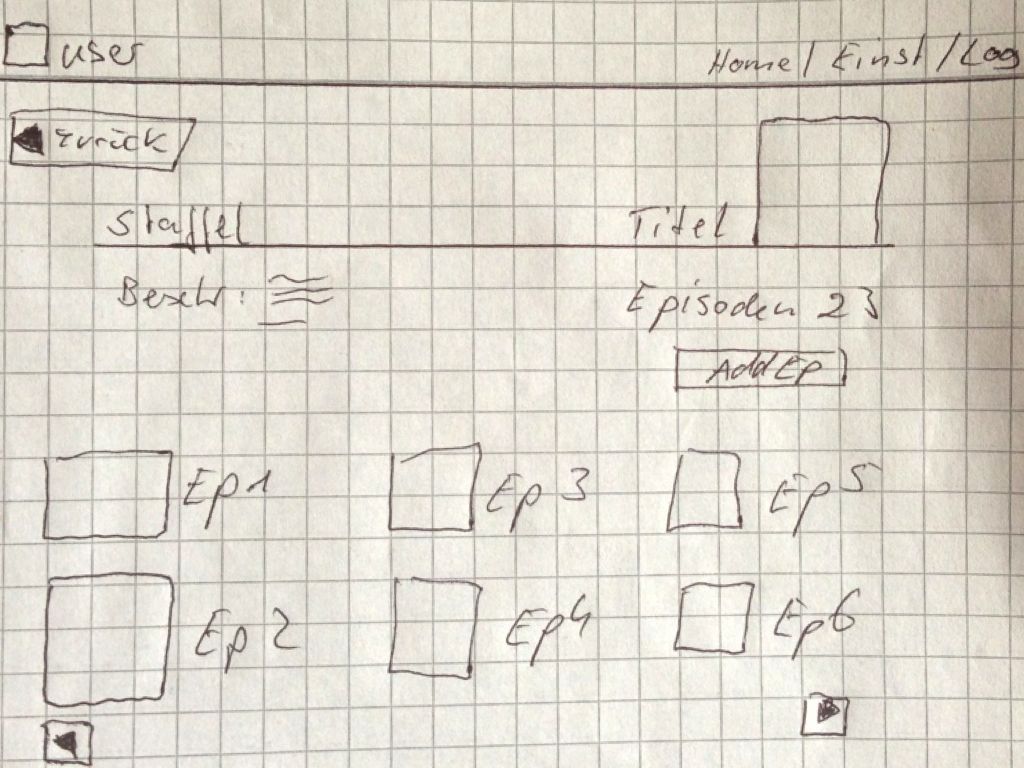 user Home / Einst / Log
zurück
Staffel Titel
Beschr: Episoden 23
Add Ep
Ep 1 Ep 3 Ep 5
Ep 2 Ep 4 Ep 6